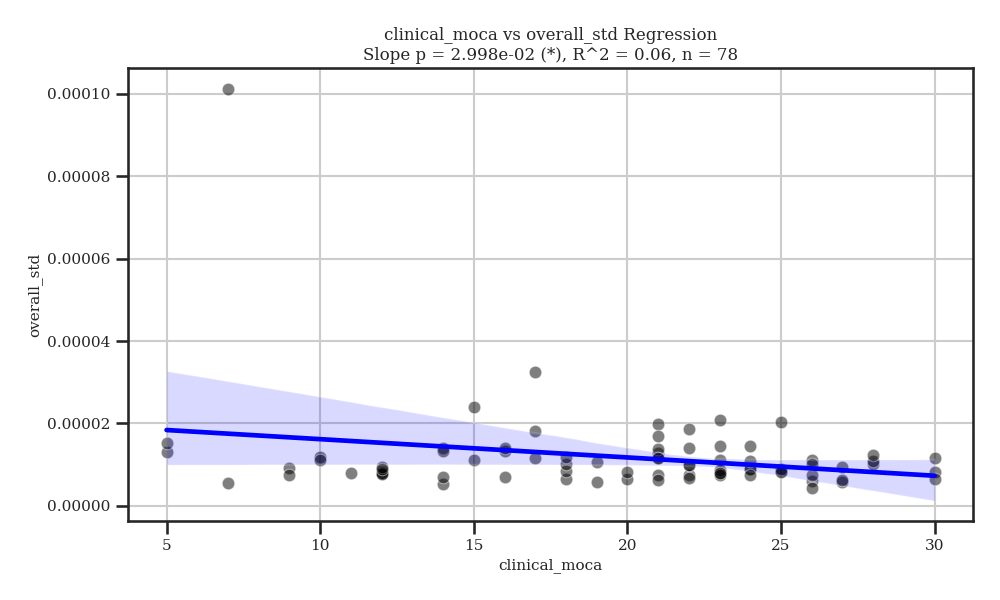 clinical_moca vs overall_std Regression
Slope p = 2.998e-02 (*), R^2 = 0.06, n = 78
overall_std
0.00010
0.00008
0.00006
0.00004
0.00002
0.00000
5 10 15 20 25 30
clinical_moca